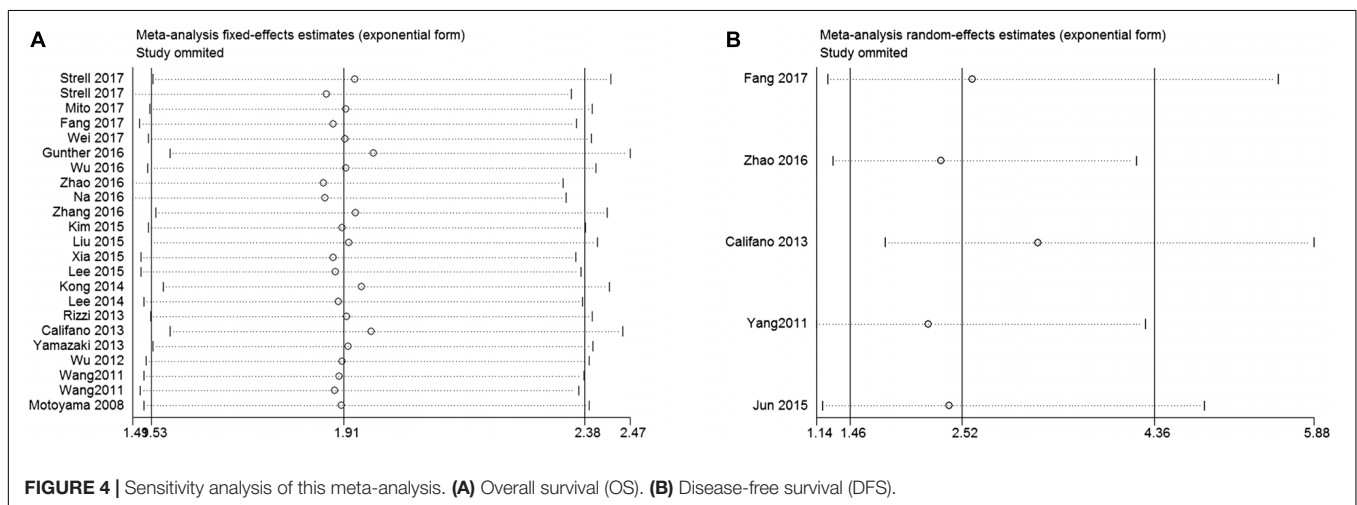 A
Meta-analysis fixed-effects estimates (exponential form)
Study ommited
Strell 2017
Strell 2017
Mito 2017
Fang 2017
Wei 2017
Gunther 2016
Wu 2016
Zhao 2016
Na 2016
Zhang 2016
Kim 2015
Liu 2015
Xia 2015
Lee 2015
Kong 2014
Lee 2014
Rizzi 2013
Califano 2013
Yamazaki 2013
Wu 2012
Wang2011
Wang2011
Motoyama 2008
1.49 1.53 1.91 2.38 2.47
B
Meta-analysis random-effects estimates (exponential form)
Study ommited
Fang 2017
Zhao 2016
Califano 2013
Yang2011
Jun 2015
1.14 1.46 2.52 4.36 5.88
FIGURE 4 | Sensitivity analysis of this meta-analysis. (A) Overall survival (OS). (B) Disease-free survival (DFS).